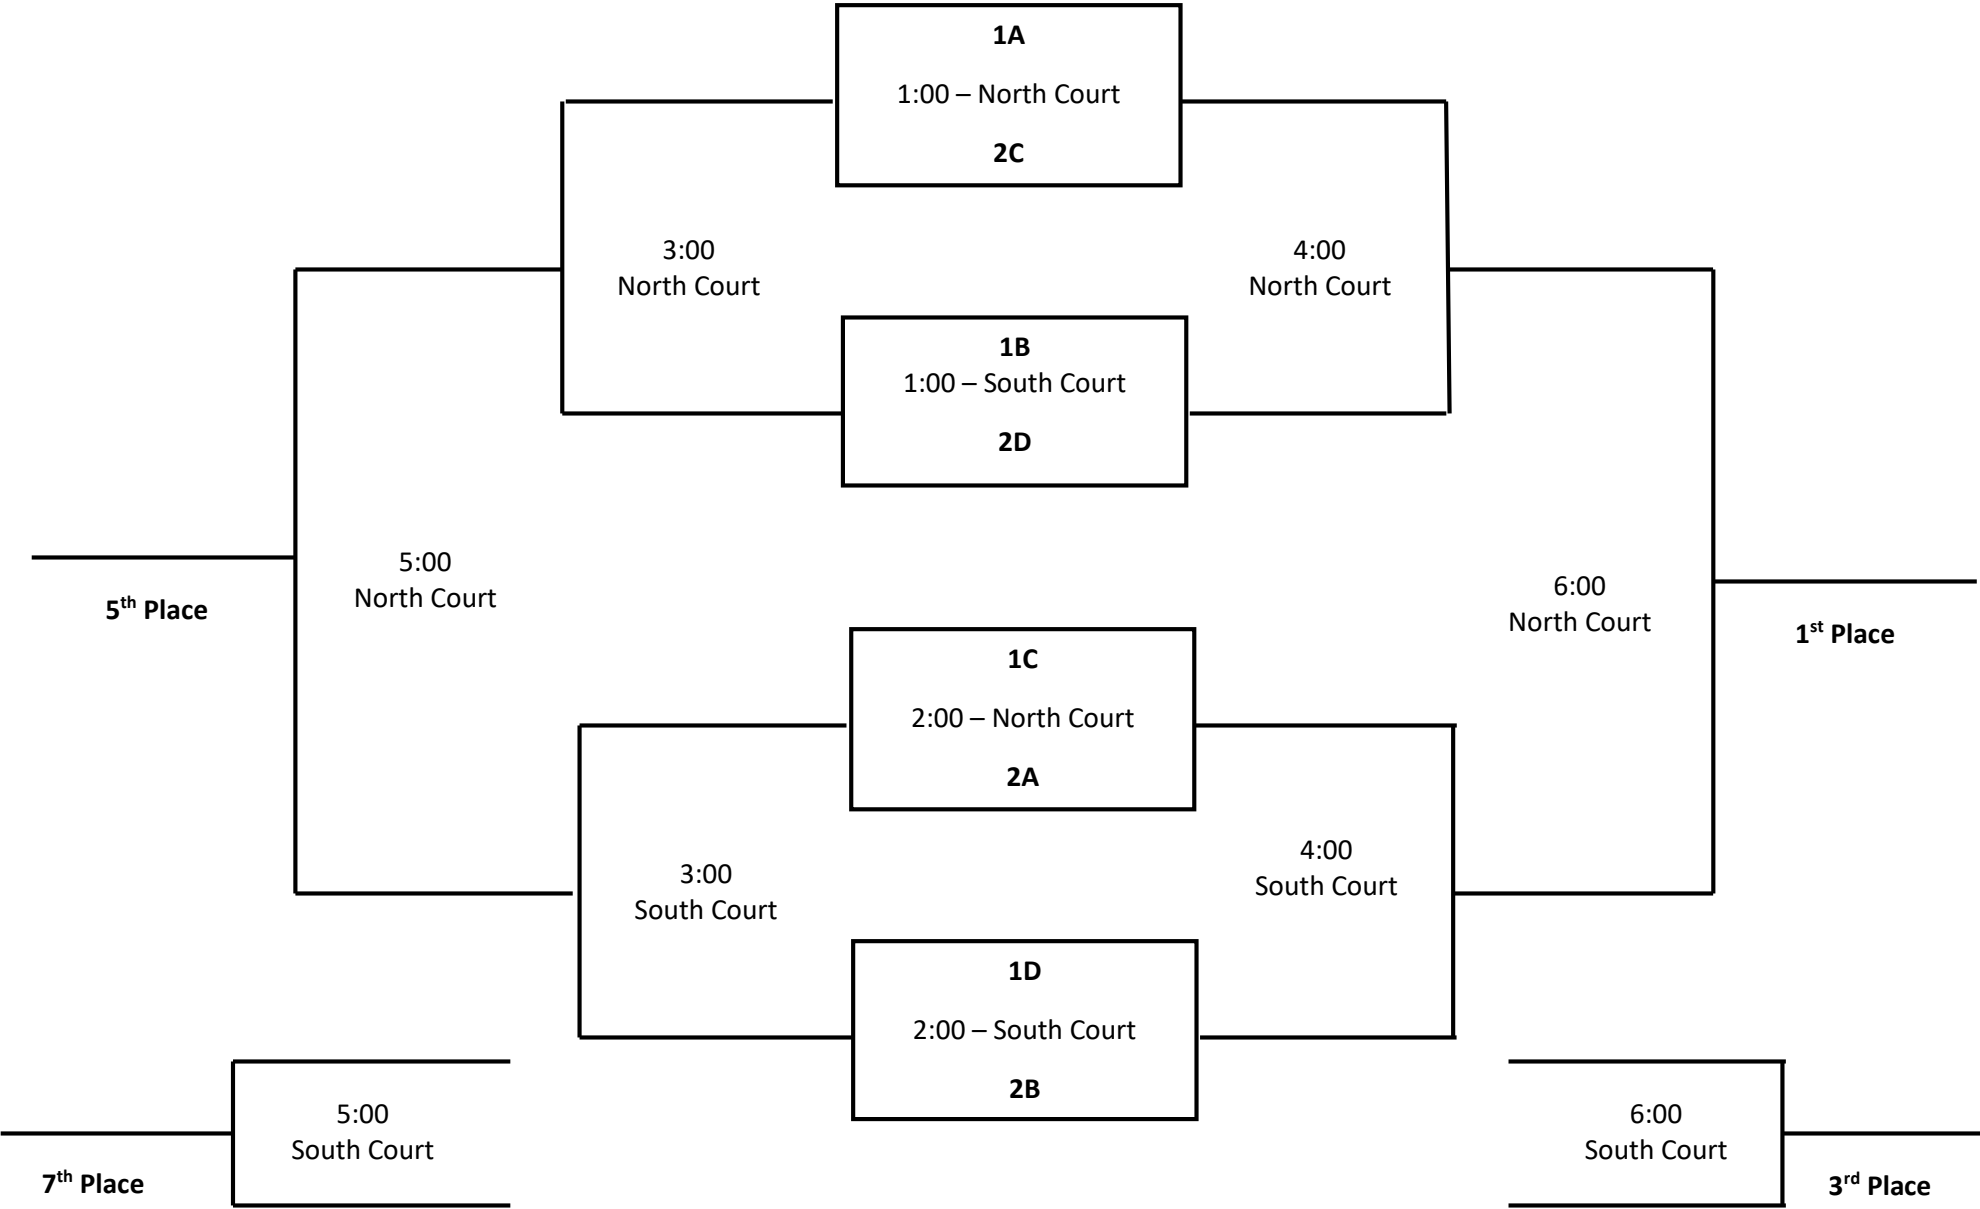 1A
1:00 – North Court
2C
3:00
North Court
4:00
North Court
1B
1:00 – South Court
2D
5:00
North Court
5th Place
6:00
North Court
1st Place
1C
2:00 – North Court
2A
3:00
South Court
4:00
South Court
1D
2:00 – South Court
2B
5:00
South Court
7th Place
6:00
South Court
3rd Place